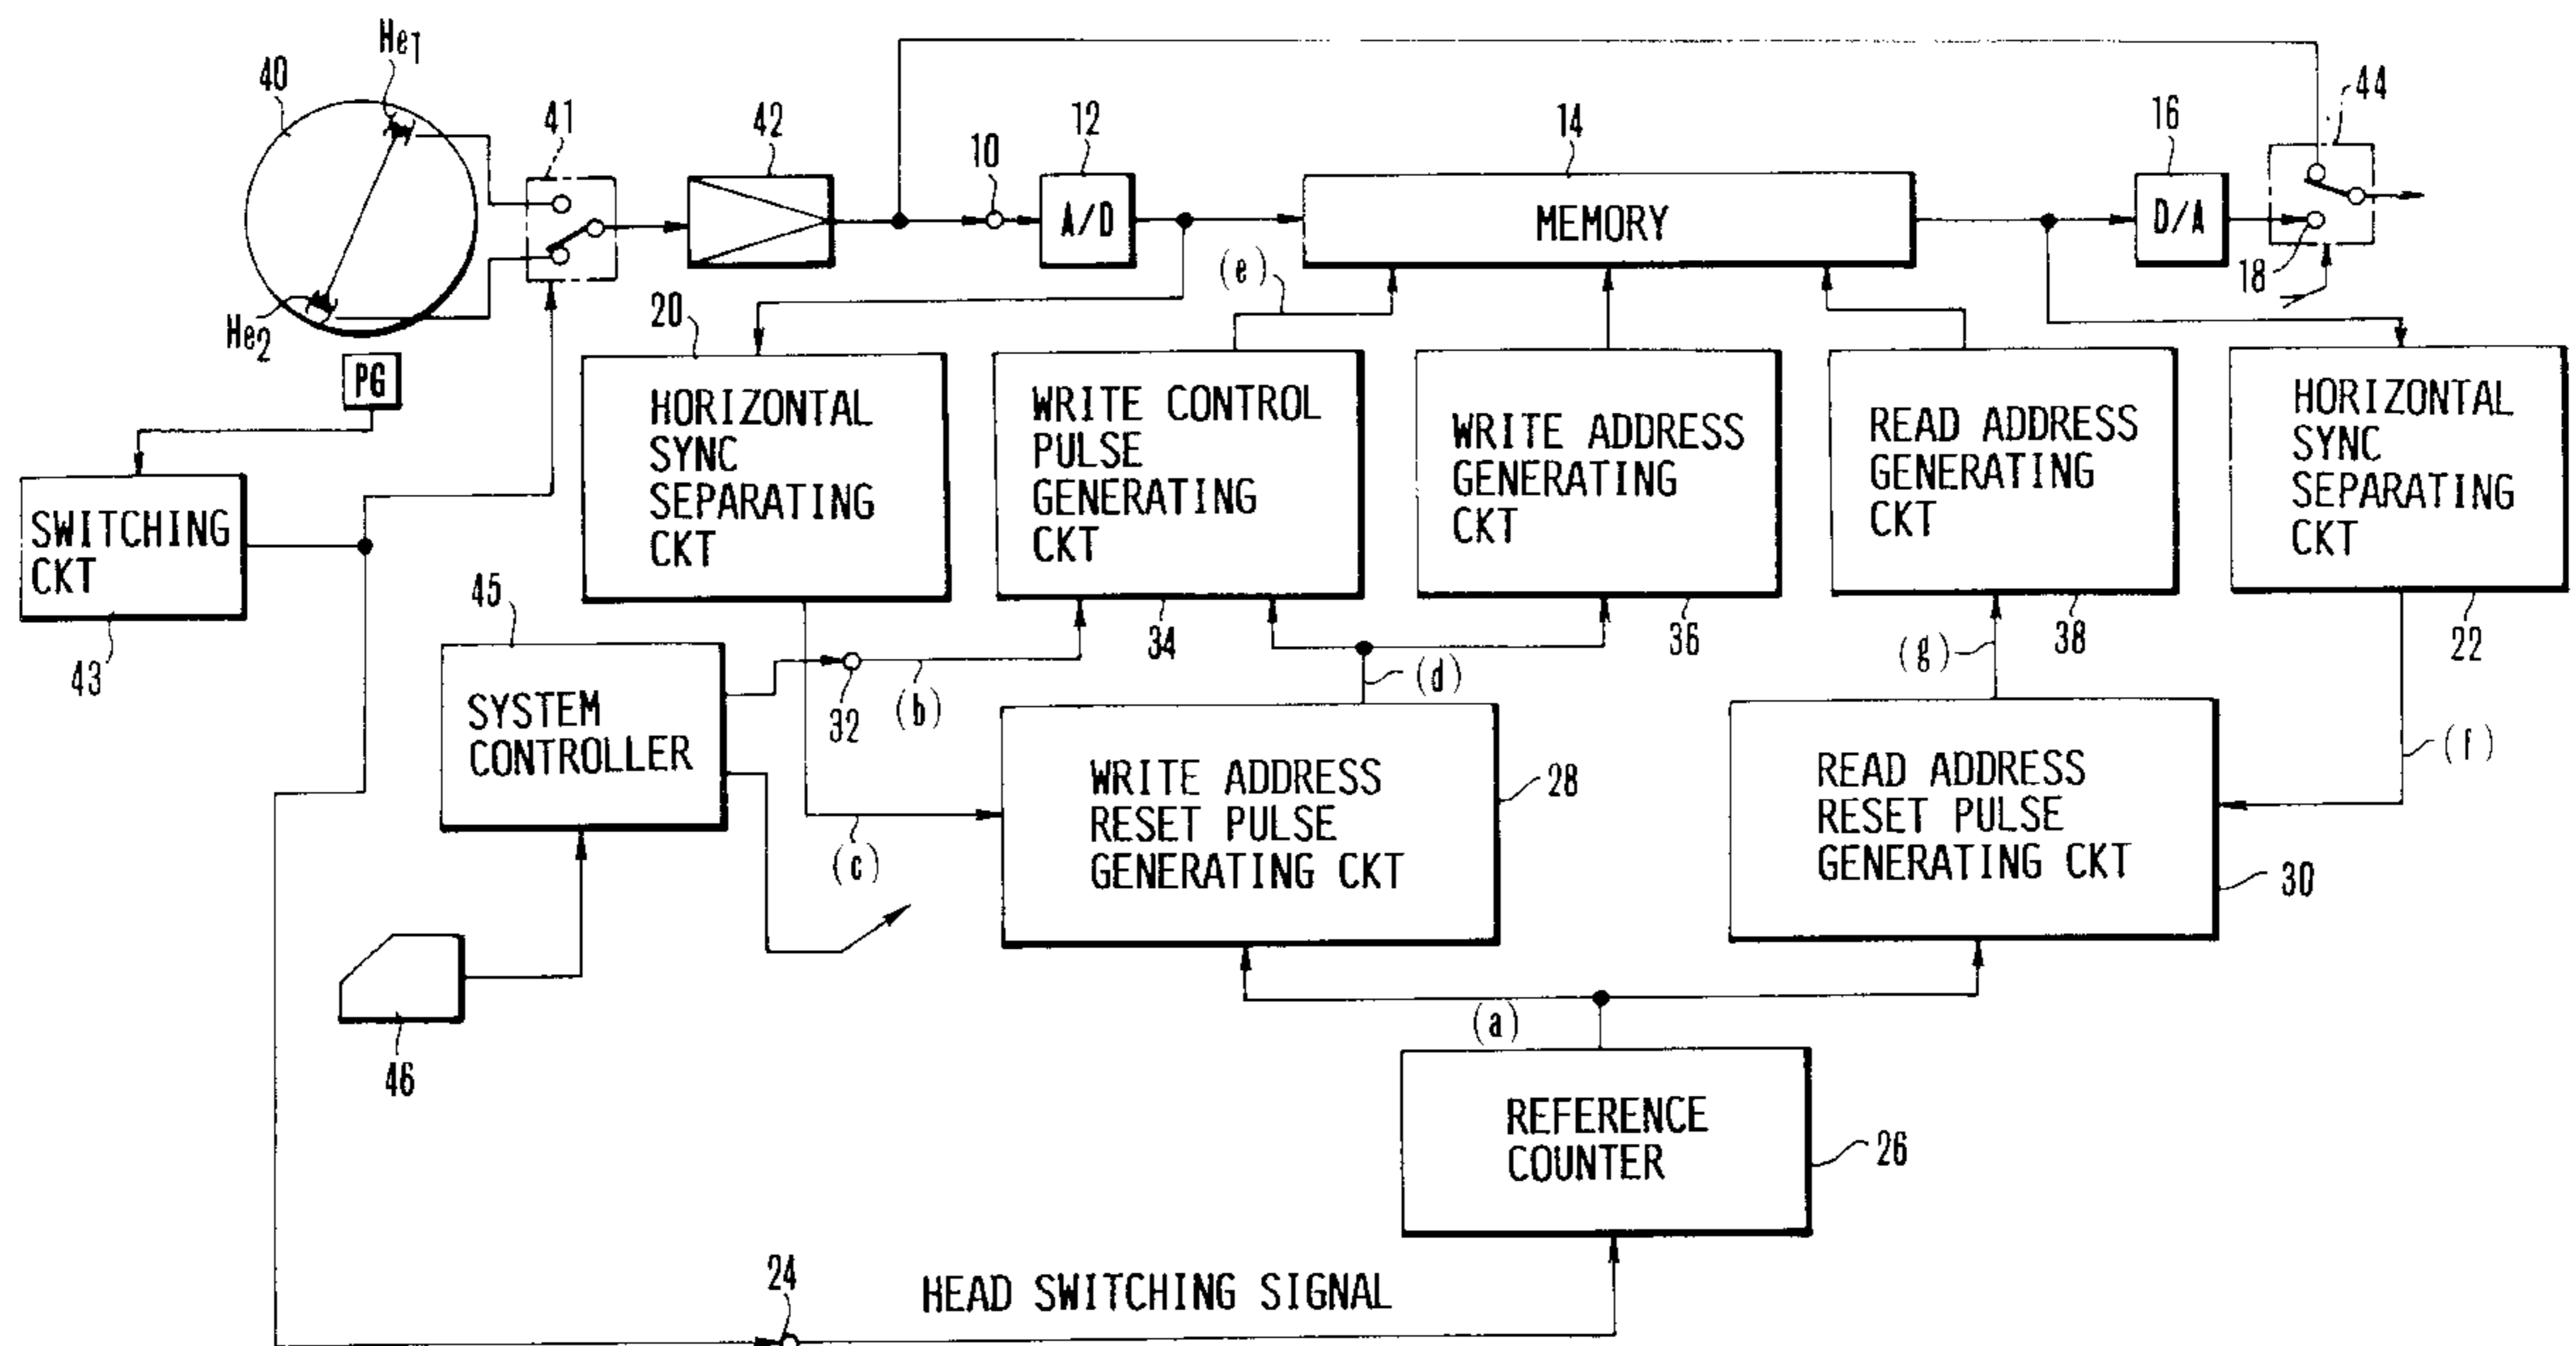 He1
40
41
42
10
12
A/D
14
MEMORY
16
D/A
44
18
He2
PG
20
(e)
HORIZONTAL
SYNC
SEPARATING
CKT
WRITE CONTROL
PULSE
GENERATING
CKT
WRITE ADDRESS
GENERATING
CKT
READ ADDRESS
GENERATING
CKT
HORIZONTAL
SYNC
SEPARATING
CKT
SWITCHING
CKT
43
34
36
38
22
45
SYSTEM
CONTROLLER
32
(b)
(d)
(g)
(f)
(c)
WRITE ADDRESS
RESET PULSE
GENERATING CKT
28
READ ADDRESS
RESET PULSE
GENERATING CKT
30
46
(a)
REFERENCE
COUNTER
26
24
HEAD SWITCHING SIGNAL